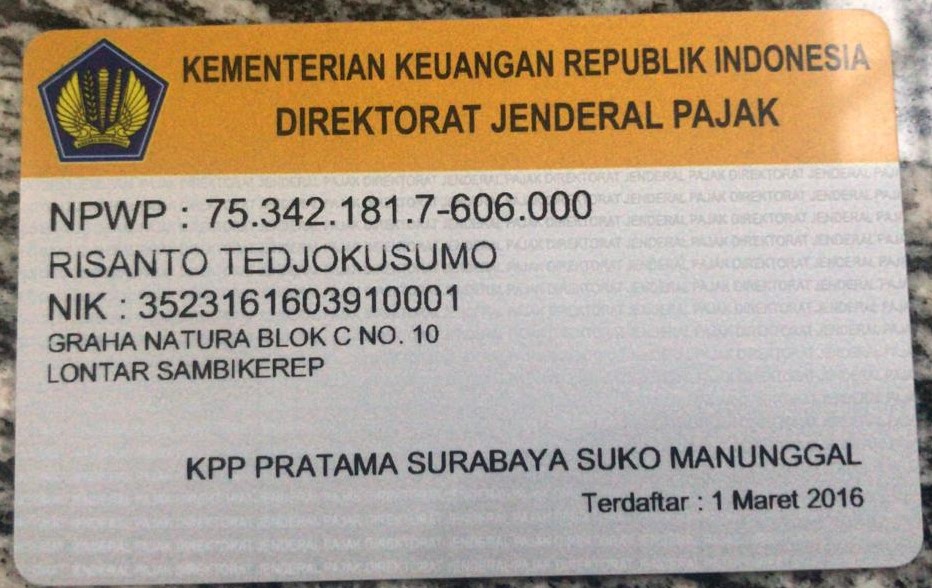 KEMENTERIAN KEUANGAN REPUBLIK INDONESIA
DIREKTORAT JENDERAL PAJAK
NPWP : 75.342.181.7-606.000
RISANTO TEDJOKUSUMO
NIK : 3523161603910001
GRAHA NATURA BLOK C NO. 10
LONTAR SAMBIKEREP
KPP PRATAMA SURABAYA SUKO MANUNGGAL
Terdaftar : 1 Maret 2016